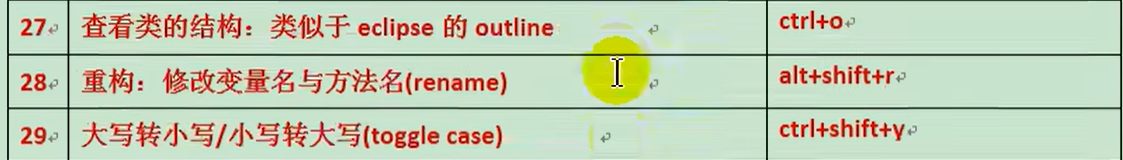 27 查看类的结构：类似于 eclipse 的 outline ctrl+o
28 重构：修改变量名与方法名(rename) alt+shift+r
29 大写转小写/小写转大写(toggle case) ctrl+shift+y